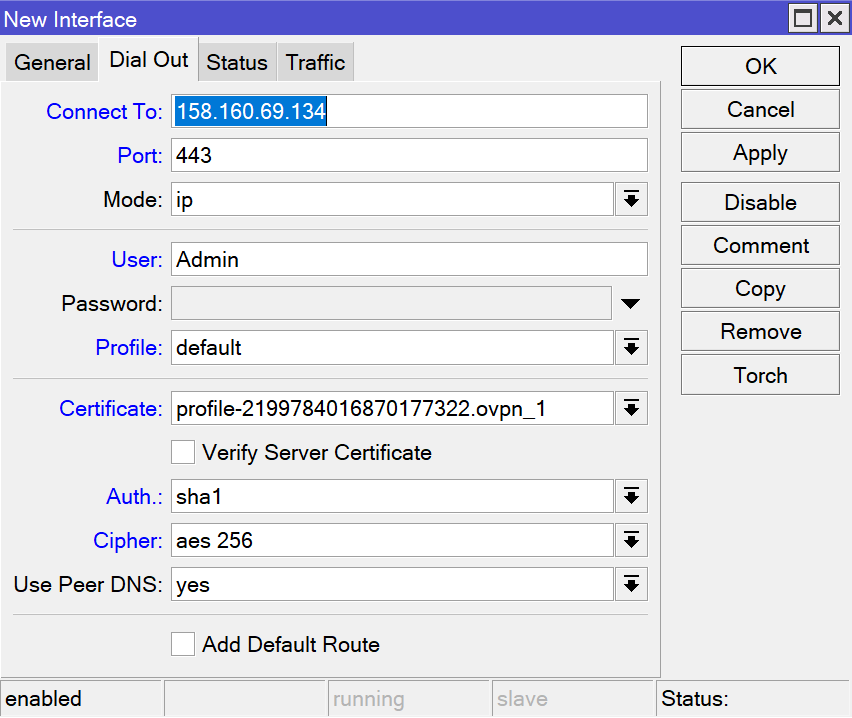 New Interface
General Dial Out Status Traffic
Connect To: 158.160.69.134
Port: 443
Mode: ip
User: Admin
Password:
Profile: default
Certificate: profile-2199784016870177322.ovpn_1
Verify Server Certificate
Auth.: sha1
Cipher: aes 256
Use Peer DNS: yes
Add Default Route
OK
Cancel
Apply
Disable
Comment
Copy
Remove
Torch
enabled running slave Status: